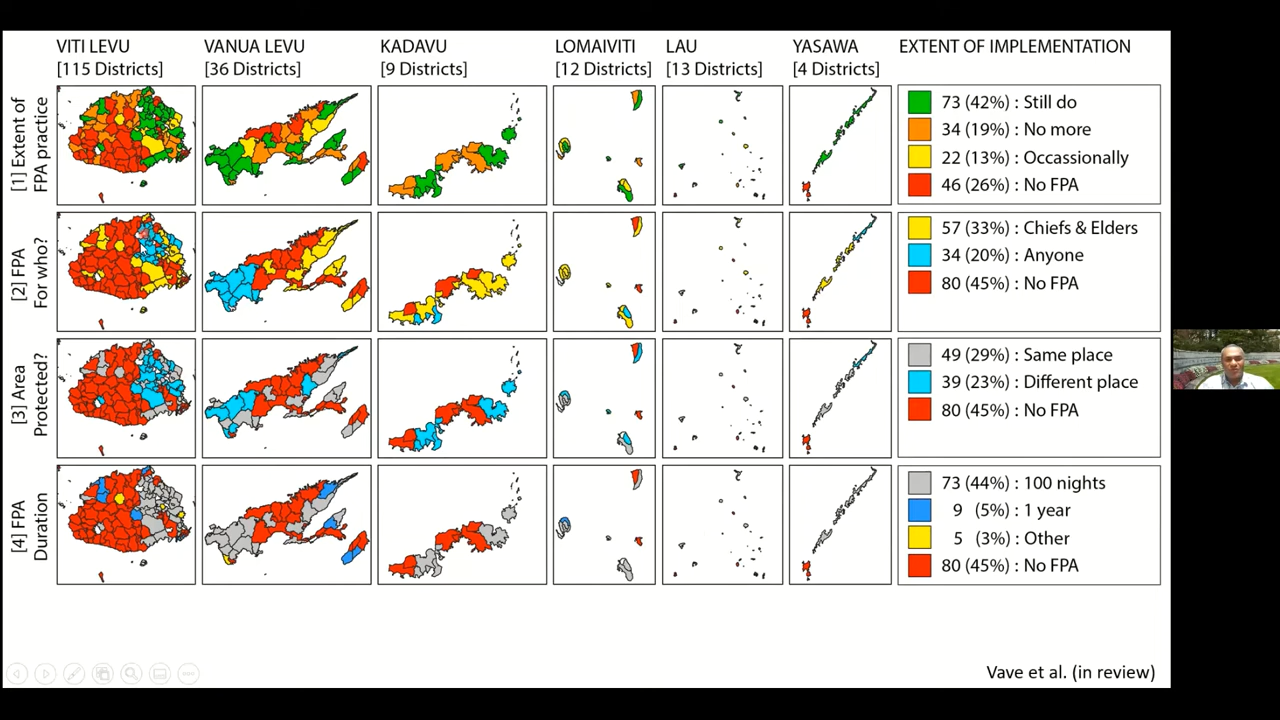 VITI LEVU
[115 Districts]
VANUA LEVU
[36 Districts]
KADAVU
[9 Districts]
LOMAIVITI
[12 Districts]
LAU
[13 Districts]
YASAWA
[4 Districts]
EXTENT OF IMPLEMENTATION
[1] Extent of
FPA practice
73 (42%) : Still do
34 (19%) : No more
22 (13%) : Occassionally
46 (26%) : No FPA
[2] FPA
For who?
57 (33%) : Chiefs & Elders
34 (20%) : Anyone
80 (45%) : No FPA
[3] Area
Protected?
49 (29%) : Same place
39 (23%) : Different place
80 (45%) : No FPA
[4] FPA
Duration
73 (44%) : 100 nights
9 (5%) : 1 year
5 (3%) : Other
80 (45%) : No FPA
Vave et al. (in review)